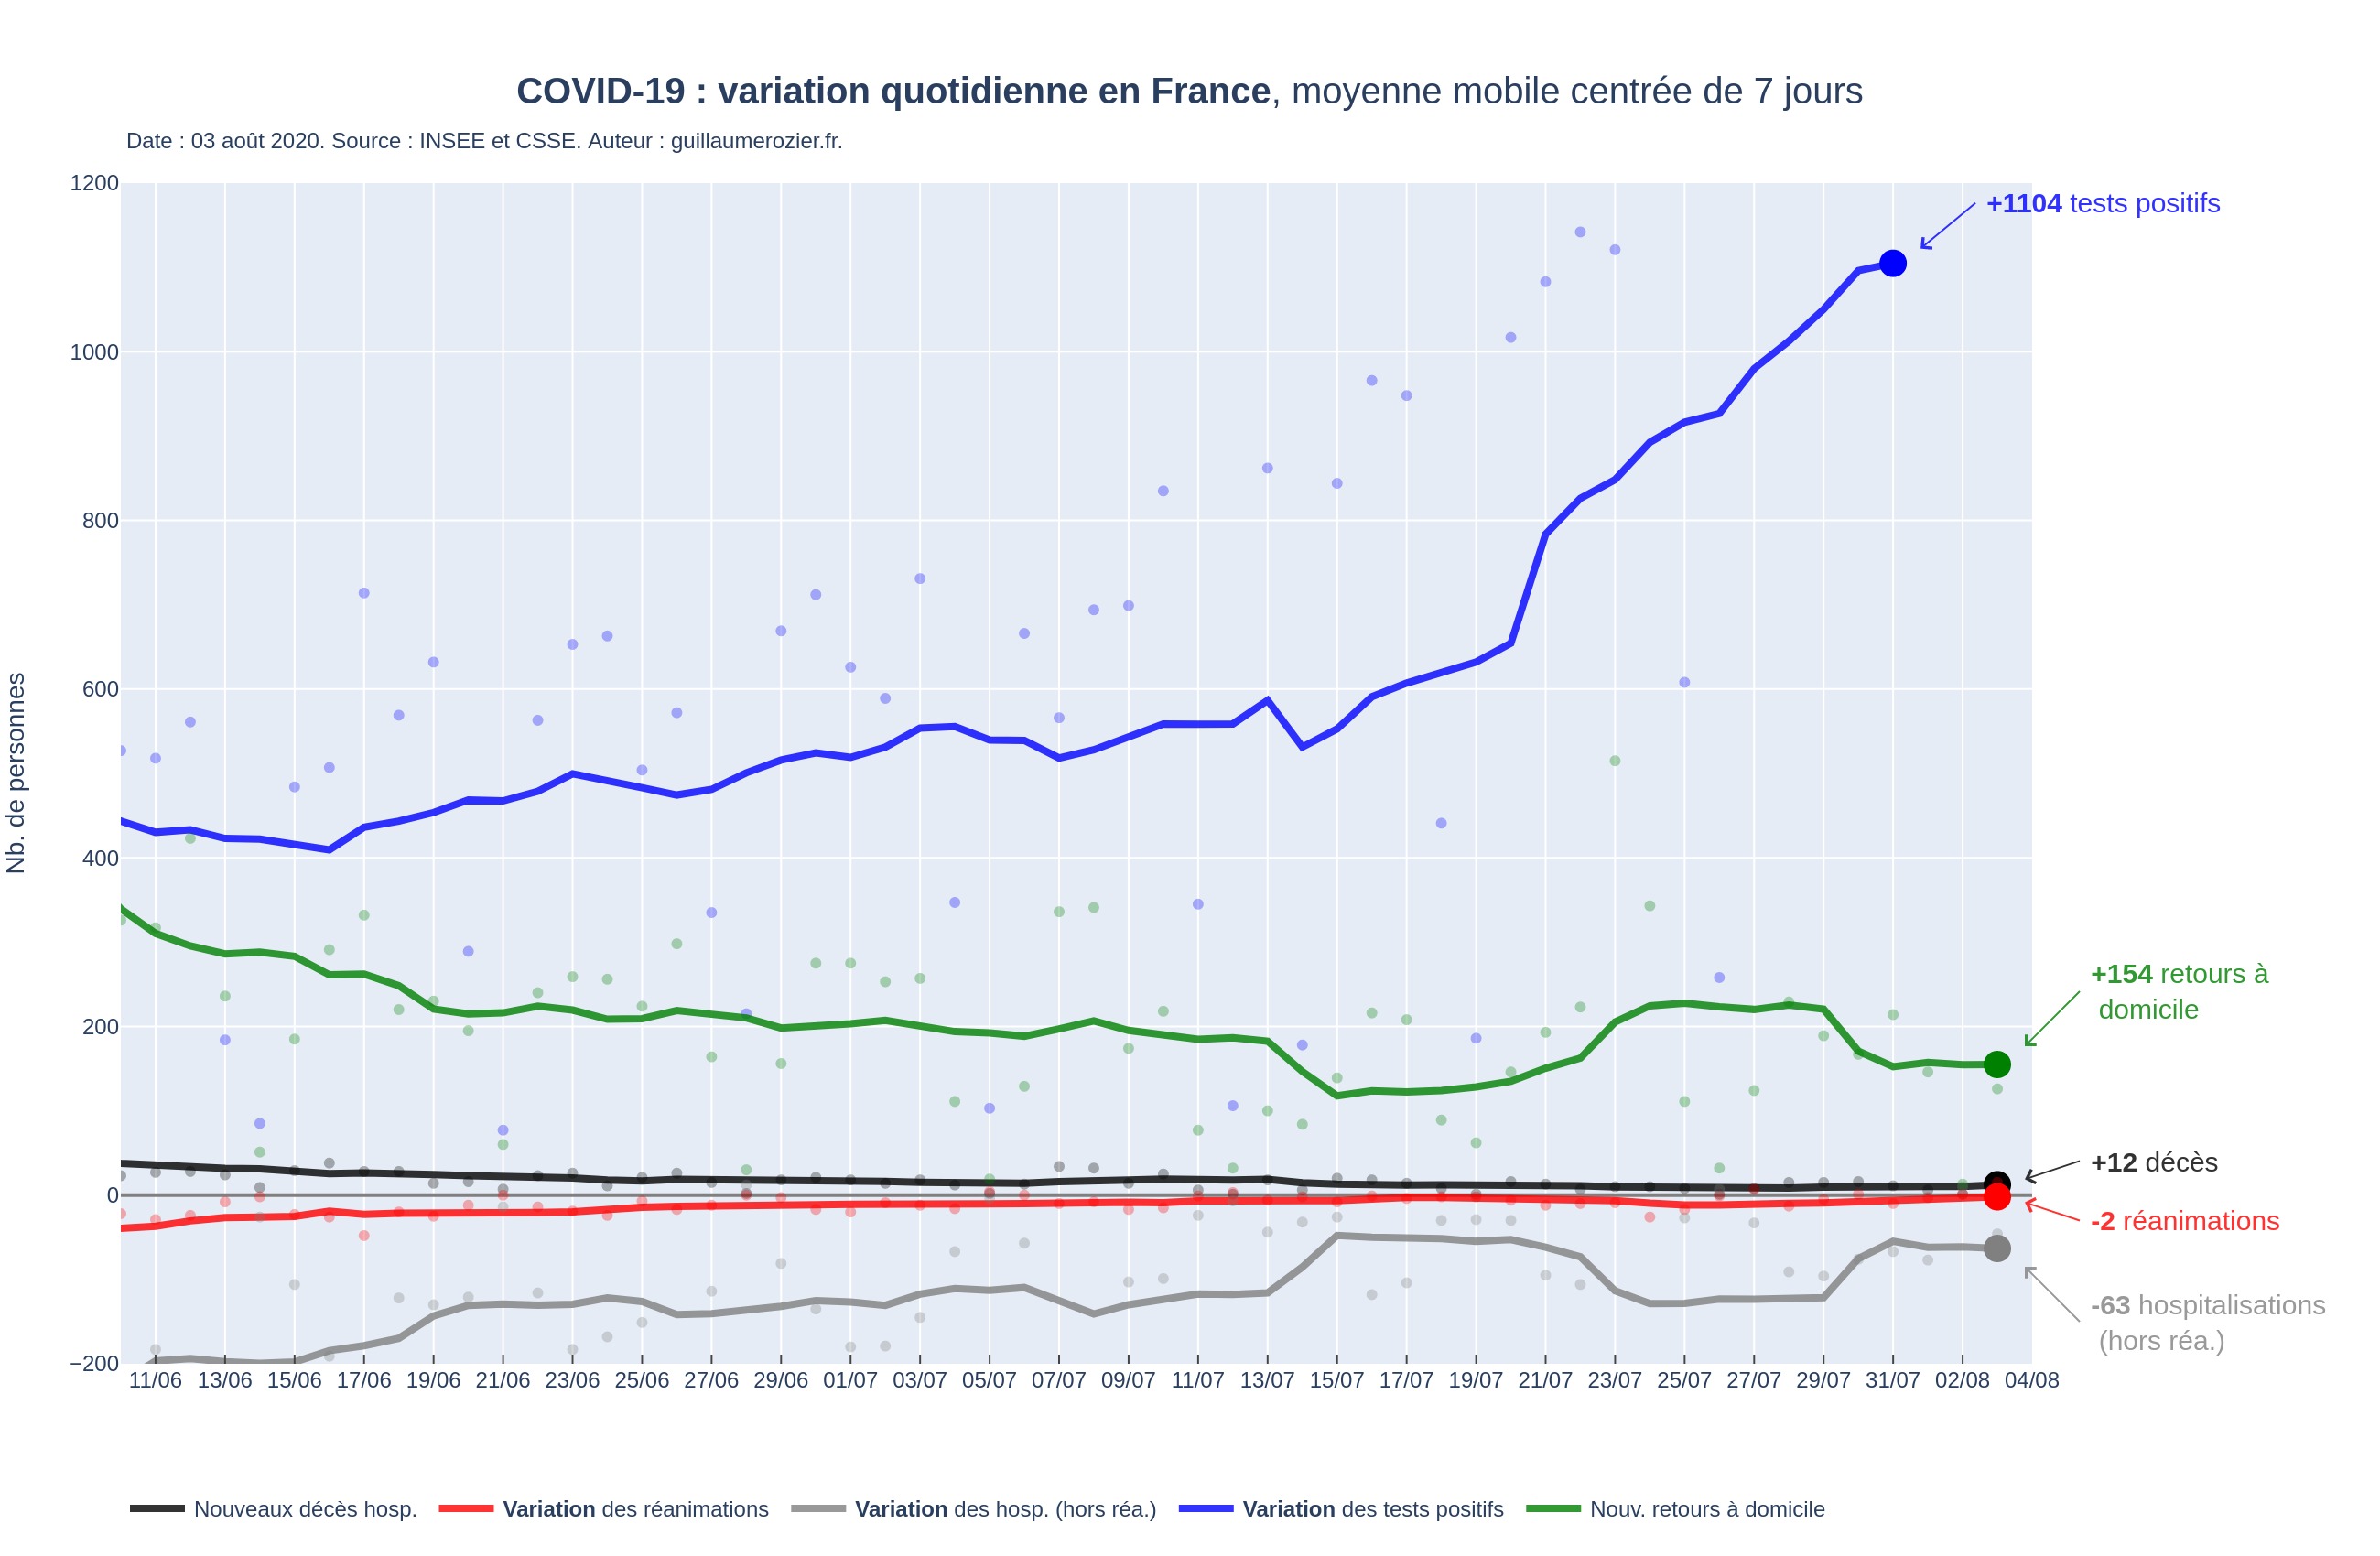 COVID-19 : variation quotidienne en France, moyenne mobile centrée de 7 jours
Date : 03 août 2020. Source : INSEE et CSSE. Auteur : guillaumerozier.fr.
Nb. de personnes
1200
1000
800
600
400
200
0
−200
+1104 tests positifs
+154 retours à
domicile
+12 décès
-2 réanimations
-63 hospitalisations
(hors réa.)
11/06 13/06 15/06 17/06 19/06 21/06 23/06 25/06 27/06 29/06 01/07 03/07 05/07 07/07 09/07 11/07 13/07 15/07 17/07 19/07 21/07 23/07 25/07 27/07 29/07 31/07 02/08 04/08
Nouveaux décès hosp. Variation des réanimations Variation des hosp. (hors réa.) Variation des tests positifs Nouv. retours à domicile